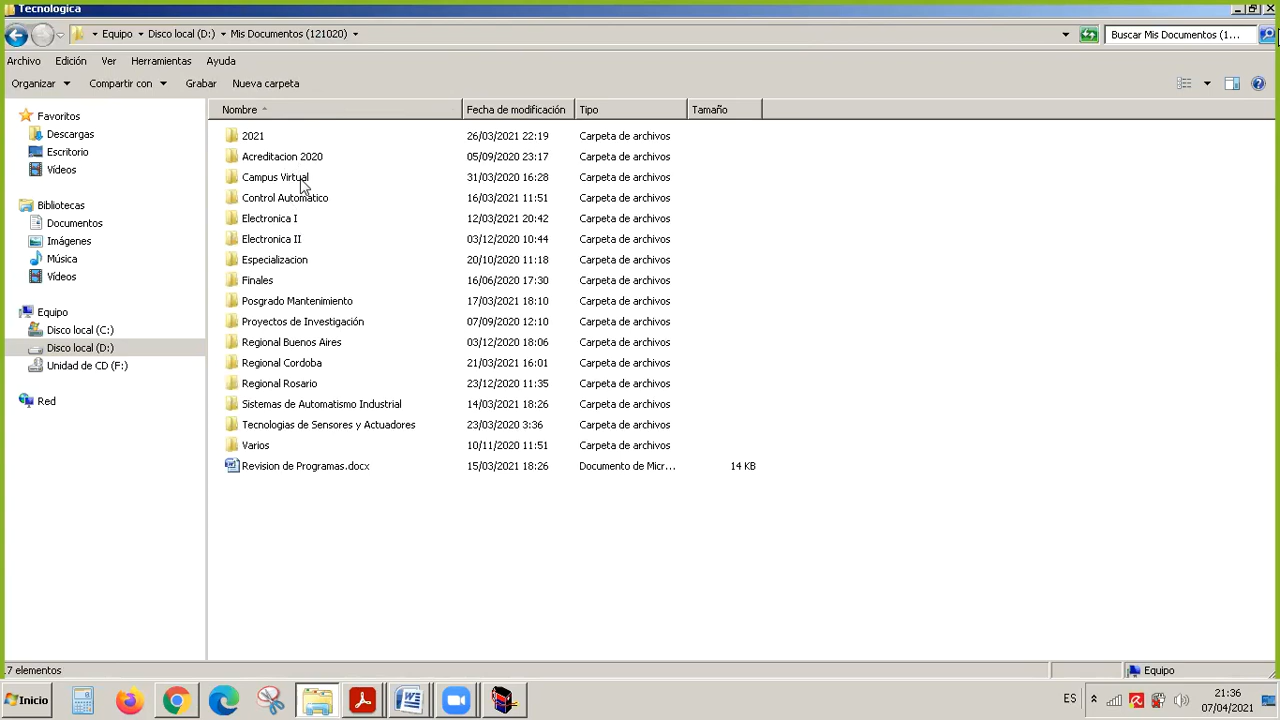 Tecnologica
Equipo ▸ Disco local (D:) ▸ Mis Documentos (121020) ▸
Buscar Mis Documentos (1...
Archivo Edición Ver Herramientas Ayuda
Organizar Compartir con Grabar Nueva carpeta
Nombre Fecha de modificación Tipo Tamaño
Favoritos
Descargas
Escritorio
Vídeos
Bibliotecas
Documentos
Imágenes
Música
Vídeos
Equipo
Disco local (C:)
Disco local (D:)
Unidad de CD (F:)
Red
2021 26/03/2021 22:19 Carpeta de archivos
Acreditacion 2020 05/09/2020 23:17 Carpeta de archivos
Campus Virtual 31/03/2020 16:28 Carpeta de archivos
Control Automatico 16/03/2021 11:51 Carpeta de archivos
Electronica I 12/03/2021 20:42 Carpeta de archivos
Electronica II 03/12/2020 10:44 Carpeta de archivos
Especializacion 20/10/2020 11:18 Carpeta de archivos
Finales 16/06/2020 17:30 Carpeta de archivos
Posgrado Mantenimiento 17/03/2021 18:10 Carpeta de archivos
Proyectos de Investigación 07/09/2020 12:10 Carpeta de archivos
Regional Buenos Aires 03/12/2020 18:06 Carpeta de archivos
Regional Cordoba 21/03/2021 16:01 Carpeta de archivos
Regional Rosario 23/12/2020 11:35 Carpeta de archivos
Sistemas de Automatismo Industrial 14/03/2021 18:26 Carpeta de archivos
Tecnologias de Sensores y Actuadores 23/03/2020 3:36 Carpeta de archivos
Varios 10/11/2020 11:51 Carpeta de archivos
Revision de Programas.docx 15/03/2021 18:26 Documento de Micr... 14 KB
7 elementos
Equipo
Inicio
ES
21:36
07/04/2021